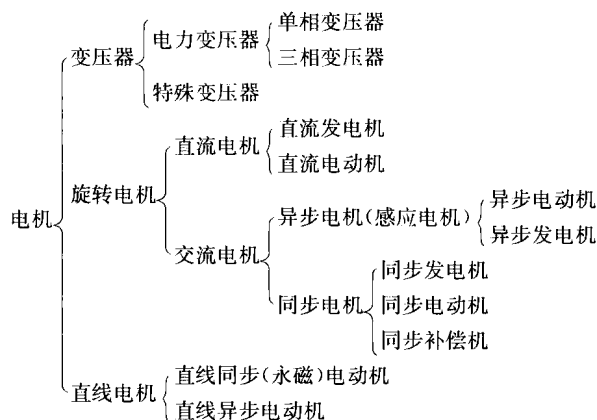 单相变压器
电力变压器
三相变压器
变压器
特殊变压器
直流发电机
直流电机
直流电动机
旋转电机
异步电动机
电机
异步电机(感应电机)
异步发电机
交流电机
同步发电机
同步电机
同步电动机
同步补偿机
直线同步(永磁)电动机
直线电机
直线异步电动机